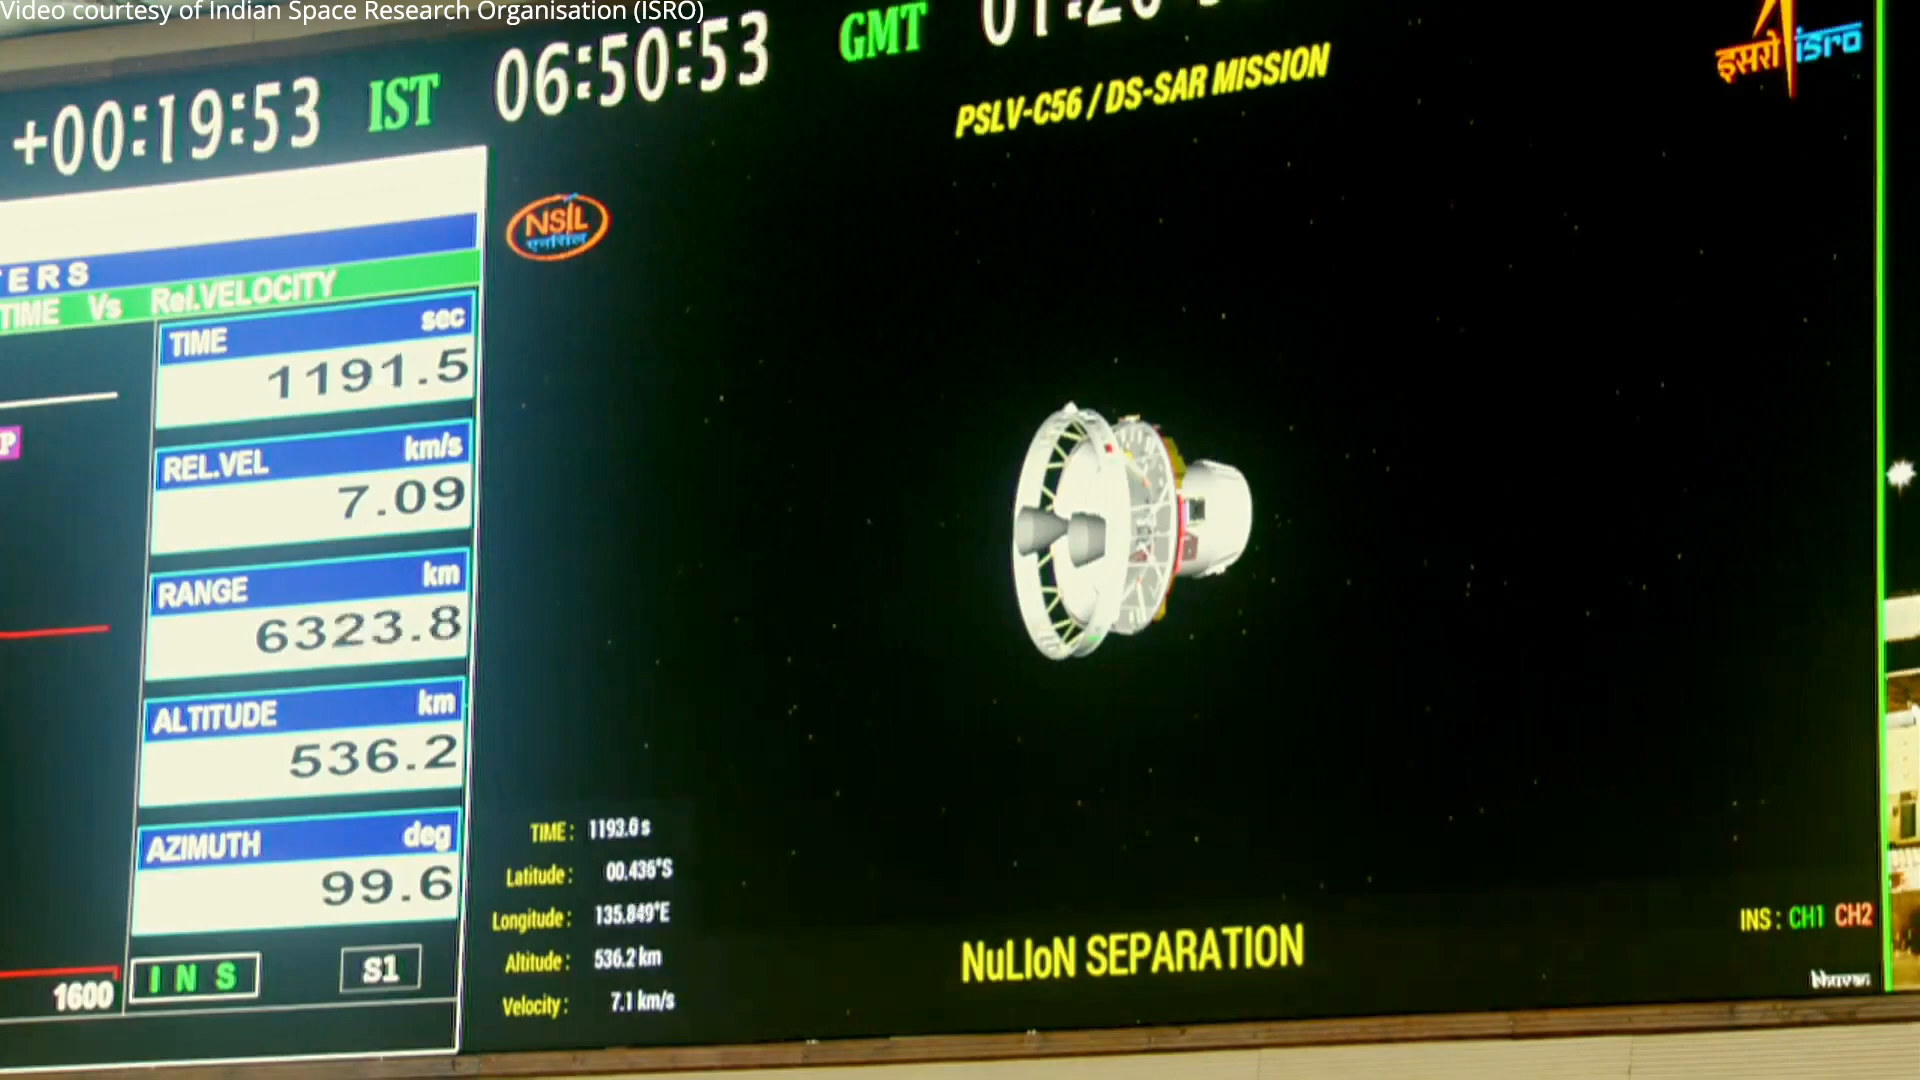 Video courtesy of Indian Space Research Organisation (ISRO)
+00:19:53 IST 06:50:53 GMT
PSLV-C56 / DS-SAR MISSION
इसरो isro
NSIL
एनसिल
TERS
TIME Vs Rel.VELOCITY
TIME sec
1191.5
REL.VEL km/s
7.09
RANGE km
6323.8
ALTITUDE km
536.2
AZIMUTH deg
99.6
INS S1
1600
P
TIME : 1193.6 s
Latitude : 00.436°S
Longitude : 135.849°E
Altitude : 536.2 km
Velocity : 7.1 km/s
NuLIoN SEPARATION
INS : CH1 CH2
bhuvan